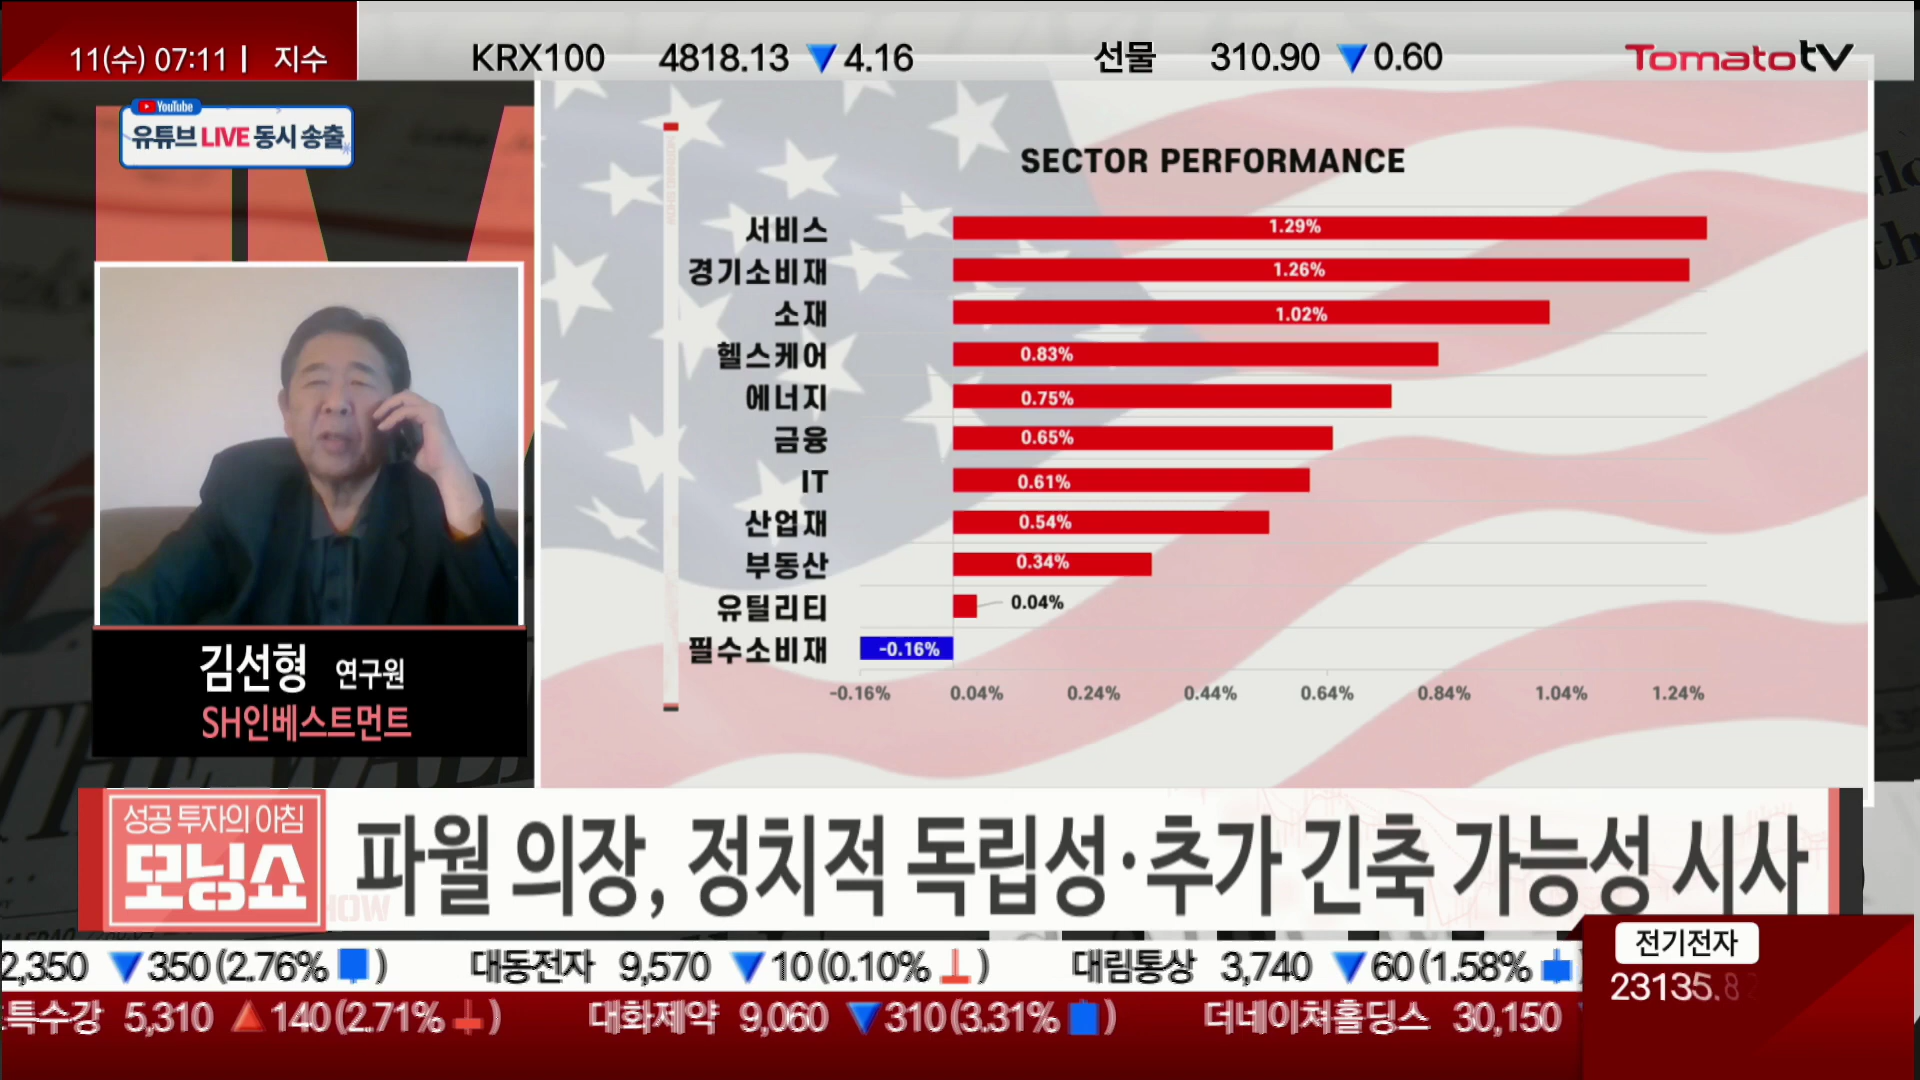 11(수) 07:11 | 지수
KRX100 4818.13 ▼4.16 선물 310.90 ▼0.60
Tomatotv
YouTube
유튜브 LIVE 동시 송출
SECTOR PERFORMANCE
서비스 1.29%
경기소비재 1.26%
소재 1.02%
헬스케어 0.83%
에너지 0.75%
금융 0.65%
IT 0.61%
산업재 0.54%
부동산 0.34%
유틸리티 0.04%
필수소비재 -0.16%
-0.16% 0.04% 0.24% 0.44% 0.64% 0.84% 1.04% 1.24%
김선형 연구원
SH인베스트먼트
성공 투자의 아침
모닝쇼
파월 의장, 정치적 독립성·추가 긴축 가능성 시사
2,350 ▼350(2.76%) 대동전자 9,570 ▼10(0.10%) 대림통상 3,740 ▼60(1.58%)
특수강 5,310 ▲140(2.71%) 대화제약 9,060 ▼310(3.31%) 더네이쳐홀딩스 30,150
전기전자
23135.8